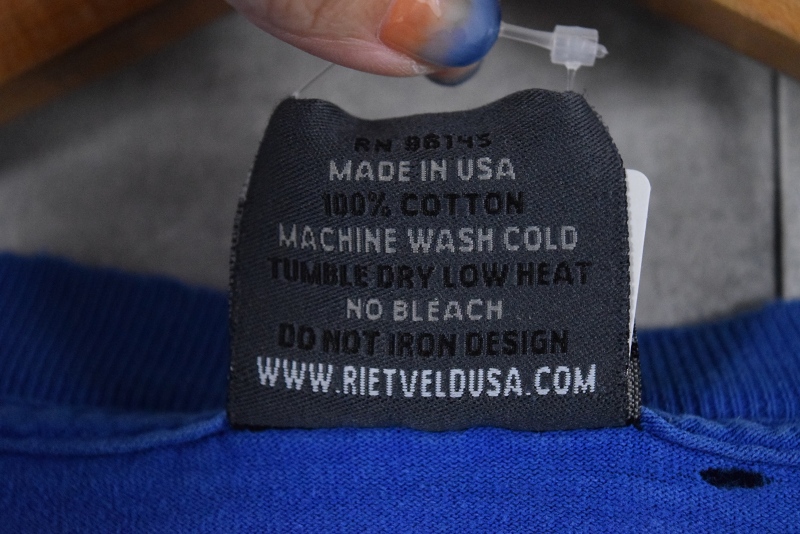 RN 86145
MADE IN USA
100% COTTON
MACHINE WASH COLD
TUMBLE DRY LOW HEAT
NO BLEACH
DO NOT IRON DESIGN
WWW.RIETVELDUSA.COM